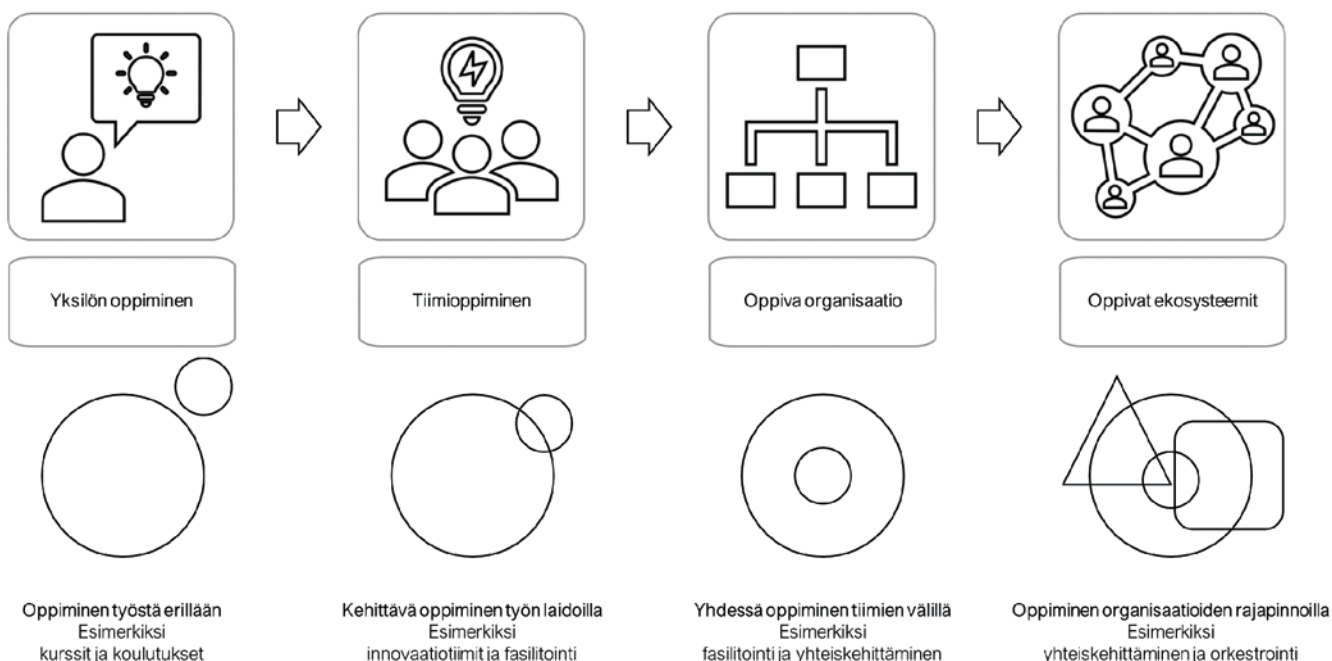 Yksilön oppiminen
Tiimioppiminen
Oppiva organisaatio
Oppivat ekosysteemit
Oppiminen työstä erillään
Esimerkiksi
kurssit ja koulutukset
Kehittävä oppiminen työn laidoilla
Esimerkiksi
innovaatiotiimit ja fasilitointi
Yhdessä oppiminen tiimien välillä
Esimerkiksi
fasilitointi ja yhteiskehittäminen
Oppiminen organisaatioiden rajapinnoilla
Esimerkiksi
yhteiskehittäminen ja orkestrointi